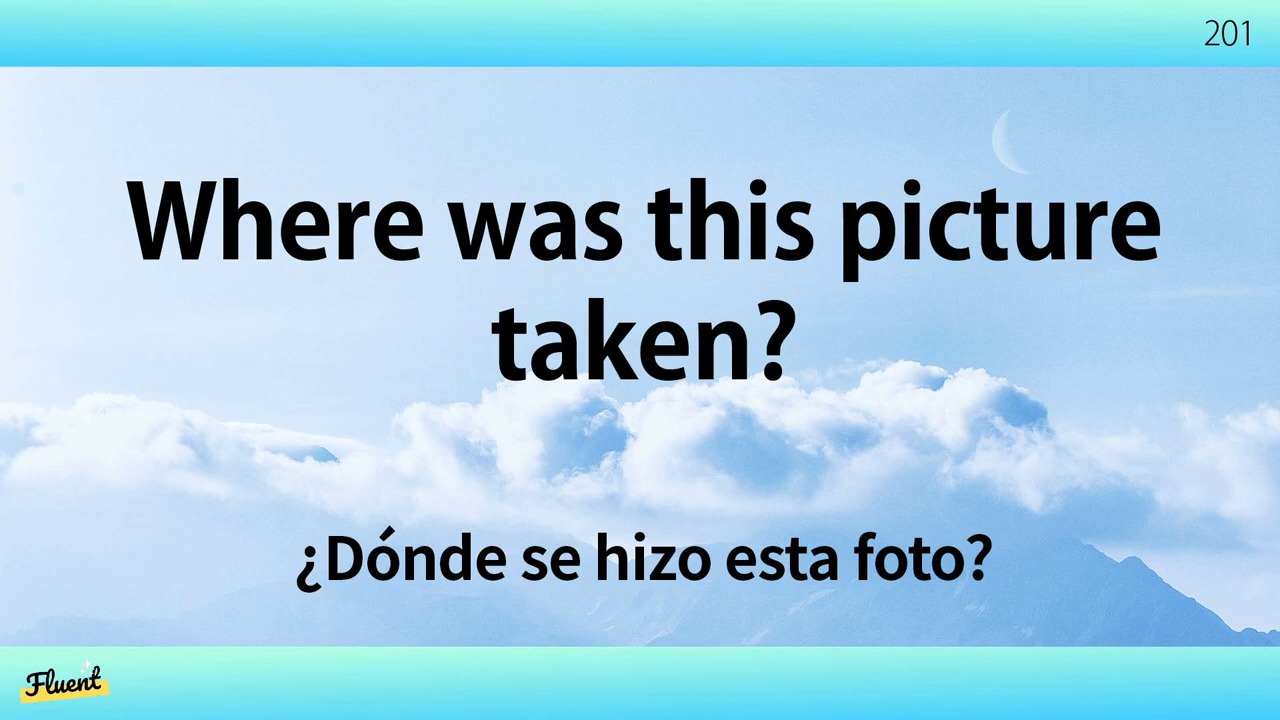 201
Where was this picture
taken?
¿Dónde se hizo esta foto?
Fluent